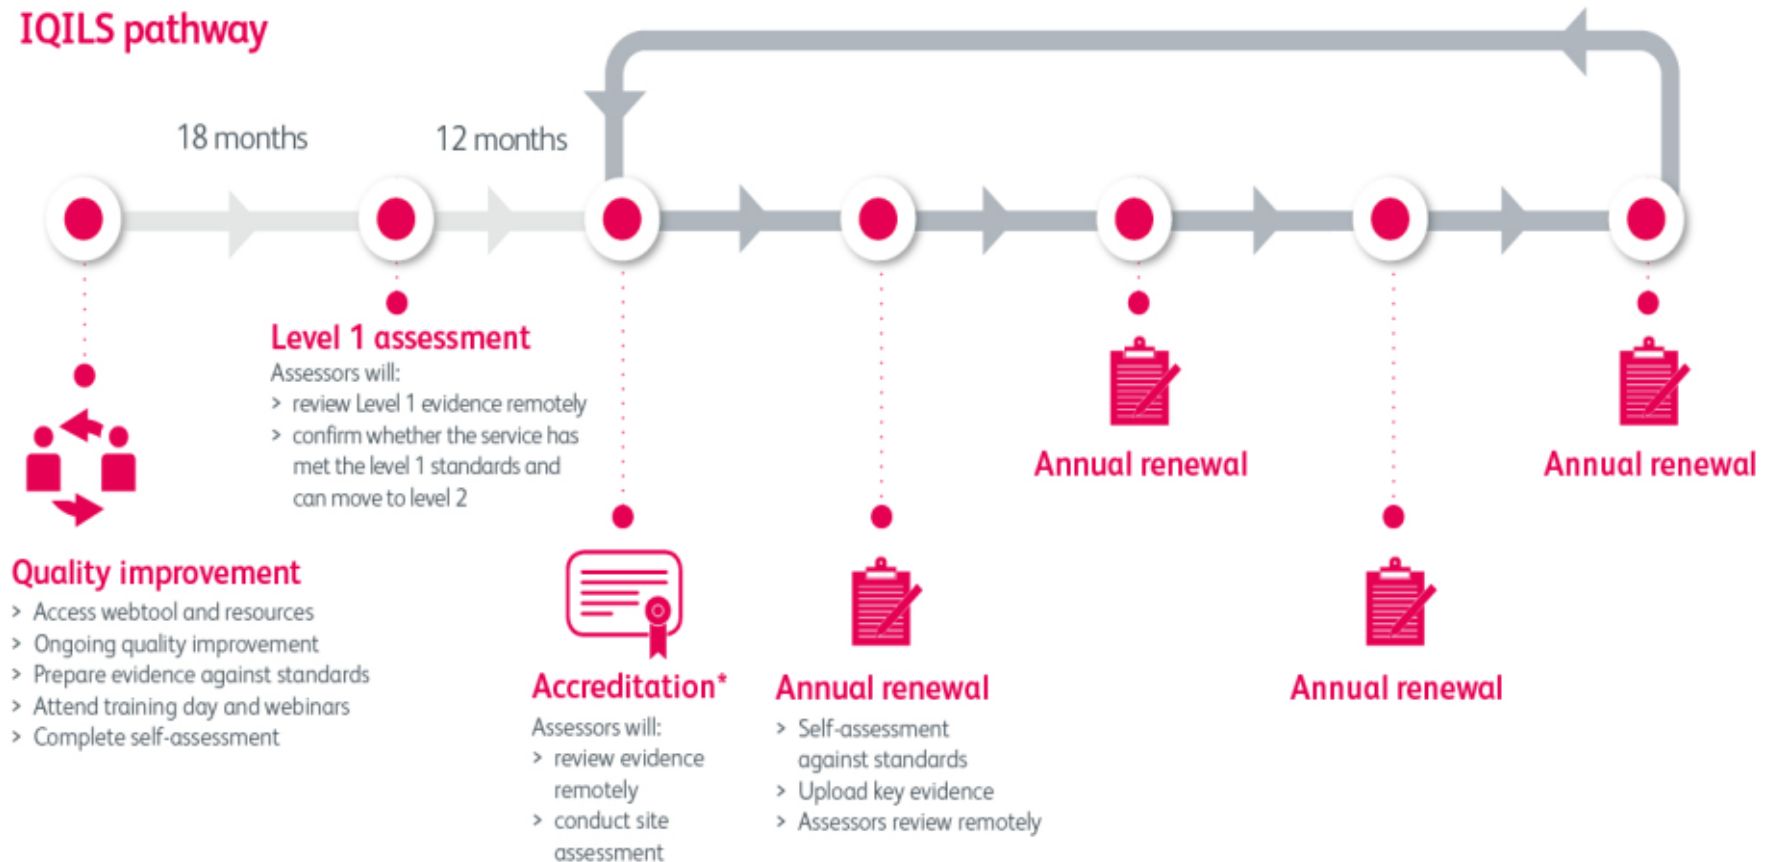 IQILS pathway
18 months
12 months
Level 1 assessment
Assessors will:
> review Level 1 evidence remotely
> confirm whether the service has
met the level 1 standards and
can move to level 2
Annual renewal
Annual renewal
Quality improvement
> Access webtool and resources
> Ongoing quality improvement
> Prepare evidence against standards
> Attend training day and webinars
> Complete self-assessment
Accreditation*
Assessors will:
> review evidence
remotely
> conduct site
assessment
Annual renewal
> Self-assessment
against standards
> Upload key evidence
> Assessors review remotely
Annual renewal